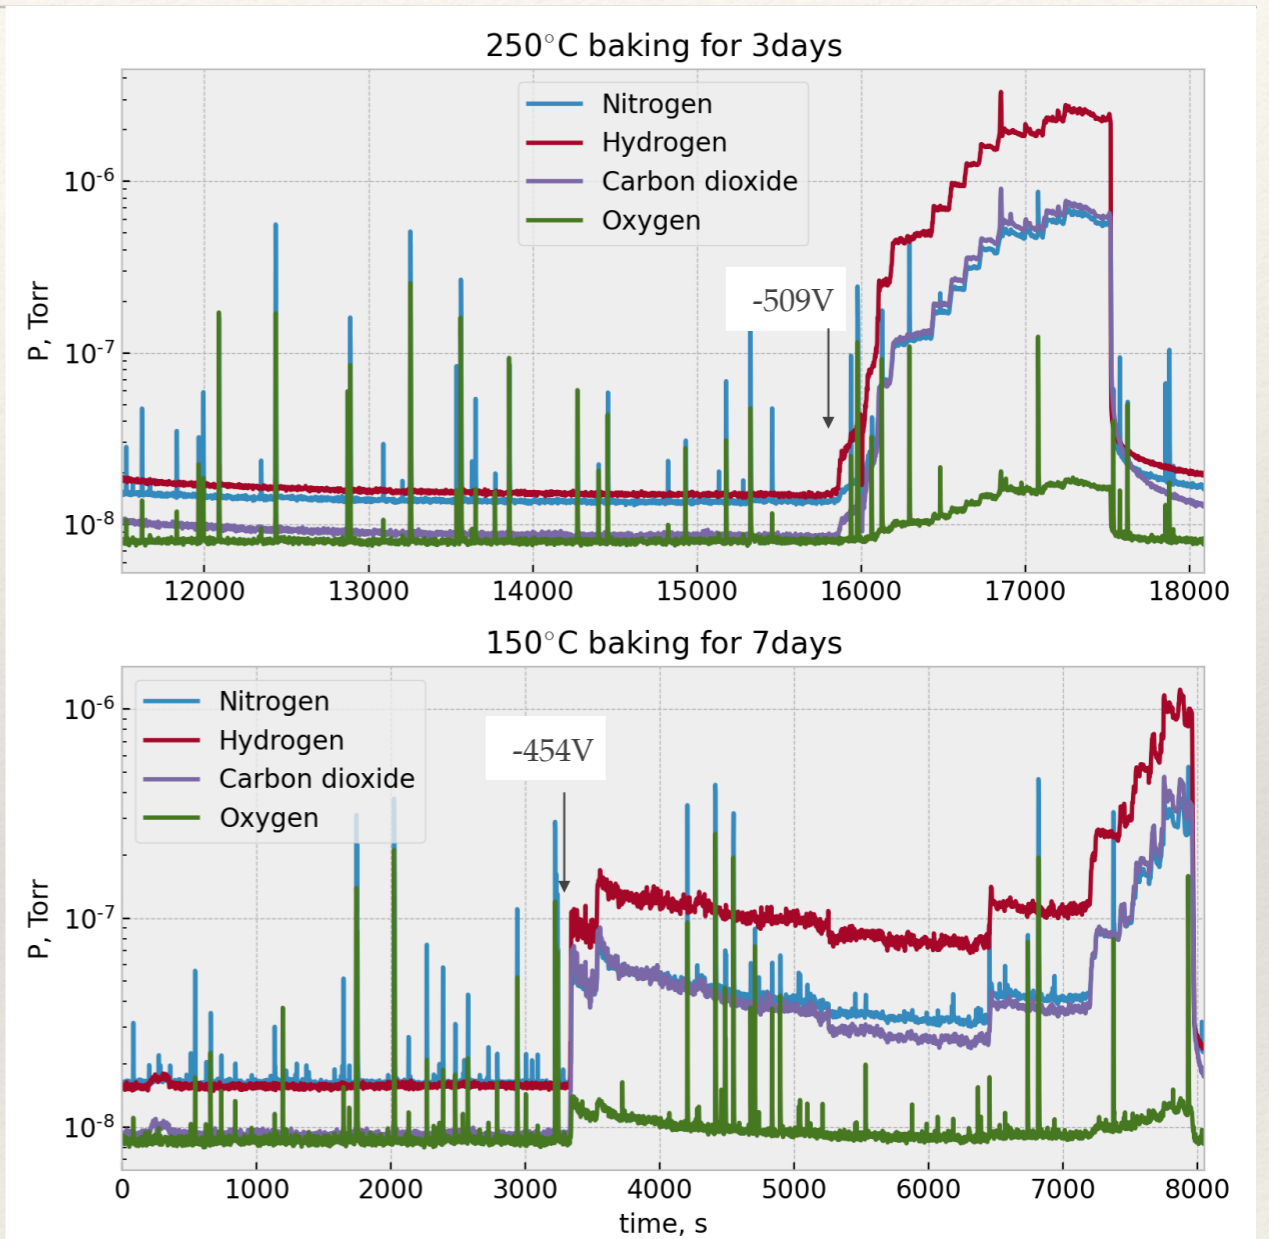 250°C baking for 3days
Nitrogen
Hydrogen
Carbon dioxide
Oxygen
-509V
P, Torr
10-6
10-7
10-8
12000 13000 14000 15000 16000 17000 18000
150°C baking for 7days
Nitrogen
Hydrogen
Carbon dioxide
Oxygen
-454V
P, Torr
10-6
10-7
10-8
0 1000 2000 3000 4000 5000 6000 7000 8000
time, s